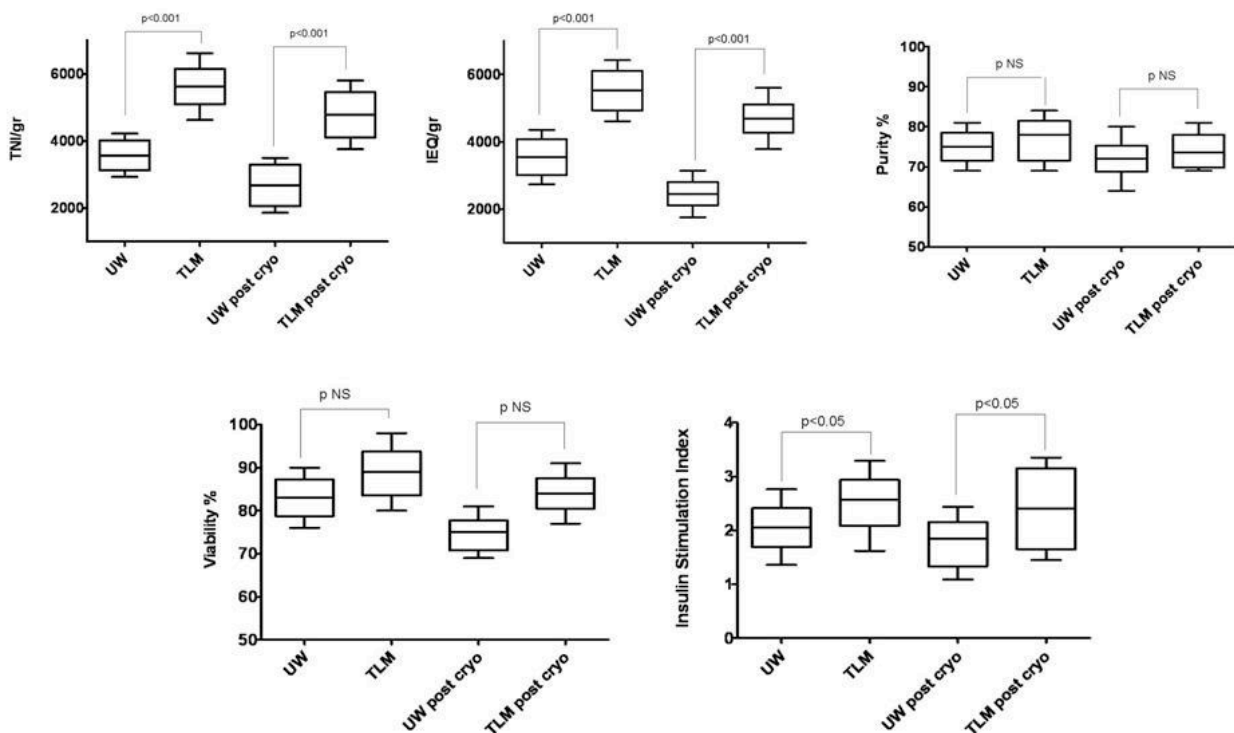 p<0.001
p<0.001
TNI/gr
6000
4000
2000
UW
TLM
UW post cryo
TLM post cryo
p<0.001
p<0.001
IEQ/gr
6000
4000
2000
UW
TLM
UW post cryo
TLM post cryo
p NS
p NS
Purity %
100
90
80
70
60
50
UW
TLM
UW post cryo
TLM post cryo
p NS
p NS
Viability %
100
90
80
70
60
50
UW
TLM
UW post cryo
TLM post cryo
p<0.05
p<0.05
Insulin Stimulation Index
4
3
2
1
0
UW
TLM
UW post cryo
TLM post cryo